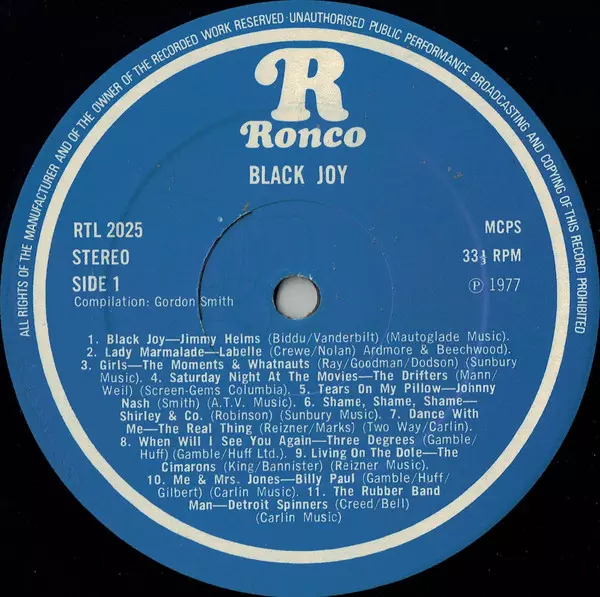 ALL RIGHTS OF THE MANUFACTURER AND OF THE OWNER OF THE RECORDED WORK RESERVED · UNAUTHORISED PUBLIC PERFORMANCE BROADCASTING AND COPYING OF THIS RECORD PROHIBITED
R
Ronco
BLACK JOY
RTL 2025
MCPS
STEREO
33⅓ RPM
SIDE 1
Ⓟ 1977
Compilation: Gordon Smith
1. Black Joy—Jimmy Helms (Biddu/Vanderbilt) (Mautoglade Music).
2. Lady Marmalade—Labelle (Crewe/Nolan) Ardmore & Beechwood).
3. Girls—The Moments & Whatnauts (Ray/Goodman/Dodson) (Sunbury
Music). 4. Saturday Night At The Movies—The Drifters (Mann/
Weil) (Screen-Gems Columbia). 5. Tears On My Pillow—Johnny
Nash (Smith), (A.T.V. Music). 6. Shame, Shame, Shame—
Shirley & Co. (Robinson) (Sunbury Music). 7. Dance With
Me—The Real Thing (Reizner/Marks) (Two Way/Carlin).
8. When Will I See You Again—Three Degrees (Gamble/
Huff) (Gamble/Huff Ltd.). 9. Living On The Dole—The
Cimarons (King/Bannister) (Reizner Music).
10. Me & Mrs. Jones—Billy Paul (Gamble/Huff/
Gilbert) (Carlin Music). 11. The Rubber Band
Man—Detroit Spinners (Creed/Bell)
(Carlin Music)